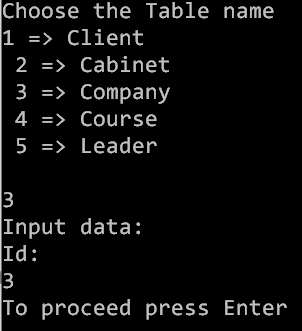 Choose the Table name
1 => Client
 2 => Cabinet
 3 => Company
 4 => Course
 5 => Leader

3
Input data:
Id:
3
To proceed press Enter